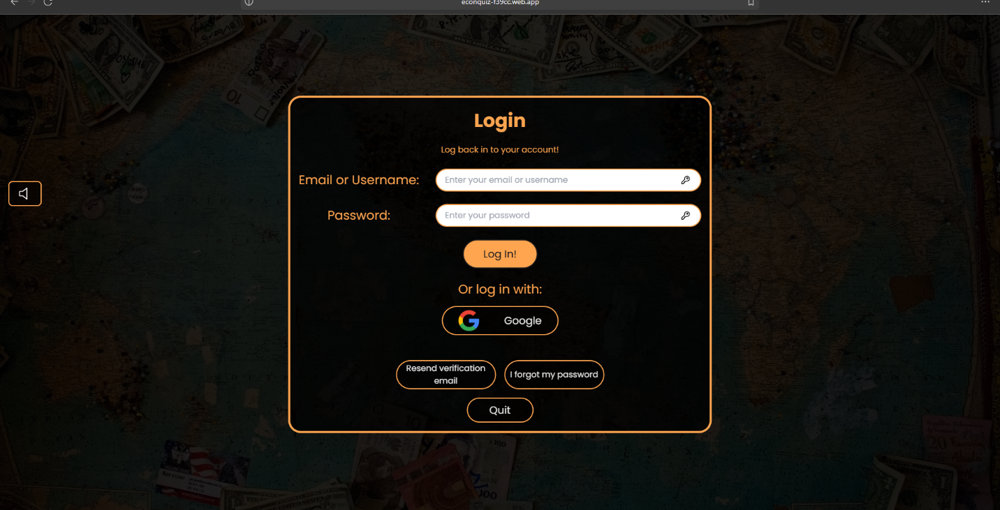 econquiz-f39cc.web.app
Login
Log back in to your account!
Email or Username:
Enter your email or username
Password:
Enter your password
Log In!
Or log in with:
Google
Resend verification
email
I forgot my password
Quit